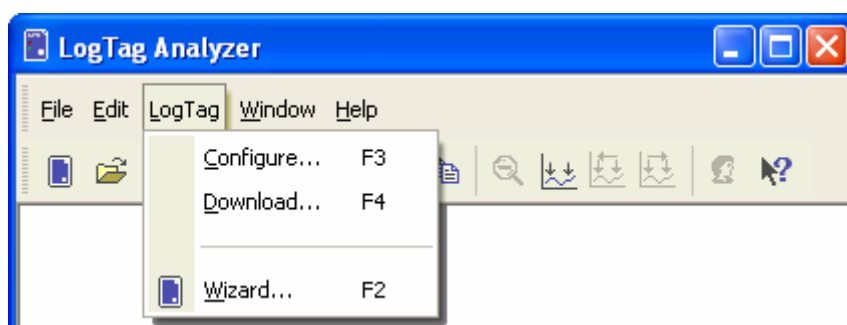 LogTag Analyzer
File Edit LogTag Window Help
Configure... F3
Download... F4
Wizard... F2